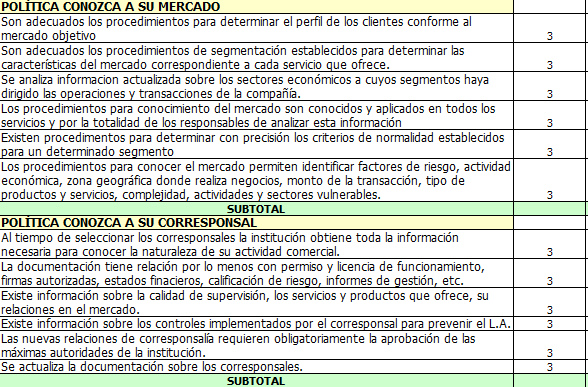 POLÍTICA CONOZCA A SU MERCADO
Son adecuados los procedimientos para determinar el perfil de los clientes conforme al
mercado objetivo 3
Son adecuados los procedimientos de segmentación establecidos para determinar las
características del mercado correspondiente a cada servicio que ofrece. 3
Se analiza informacion actualizada sobre los sectores económicos a cuyos segmentos haya
dirigido las operaciones y transacciones de la compañía. 3
Los procedimientos para conocimiento del mercado son conocidos y aplicados en todos los
servicios y por la totalidad de los responsables de analizar esta información 3
Existen procedimientos para determinar con precisión los criterios de normalidad establecidos
para un determinado segmento 3
Los procedimientos para conocer el mercado permiten identificar factores de riesgo, actividad
económica, zona geográfica donde realiza negocios, monto de la transacción, tipo de
productos y servicios, complejidad, actividades y sectores vulnerables. 3
SUBTOTAL
POLÍTICA CONOZCA A SU CORRESPONSAL
Al tiempo de seleccionar los corresponsales la institución obtiene toda la información
necesaria para conocer la naturaleza de su actividad comercial. 3
La documentación tiene relación por lo menos con permiso y licencia de funcionamiento,
firmas autorizadas, estados finacieros, calificación de riesgo, informes de gestión, etc. 3
Existe información sobre la calidad de supervisión, los servicios y productos que ofrece, su
relaciones en el mercado. 3
Existe información sobre los controles implementados por el corresponsal para prevenir el L.A. 3
Las nuevas relaciones de corresponsalía requieren obligatoriamente la aprobación de las
máximas autoridades de la institución. 3
Se actualiza la documentación sobre los corresponsales. 3
SUBTOTAL